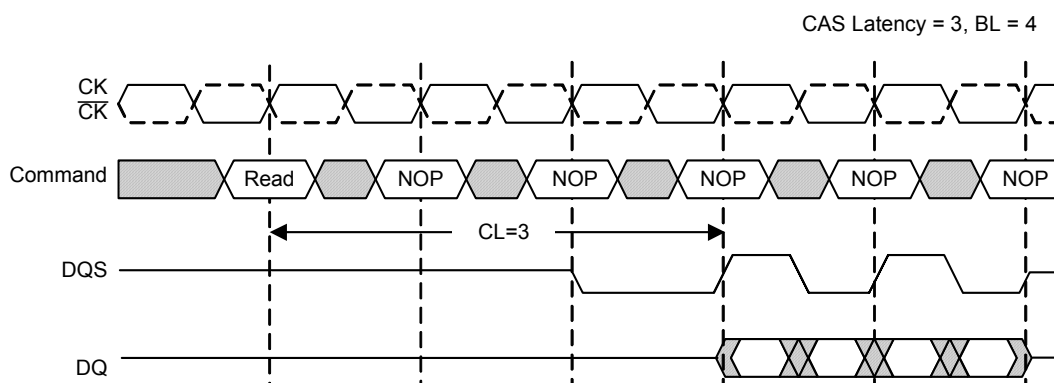 CAS Latency = 3, BL = 4
CK
CK
Command Read NOP NOP NOP NOP NOP
CL=3
DQS
DQ